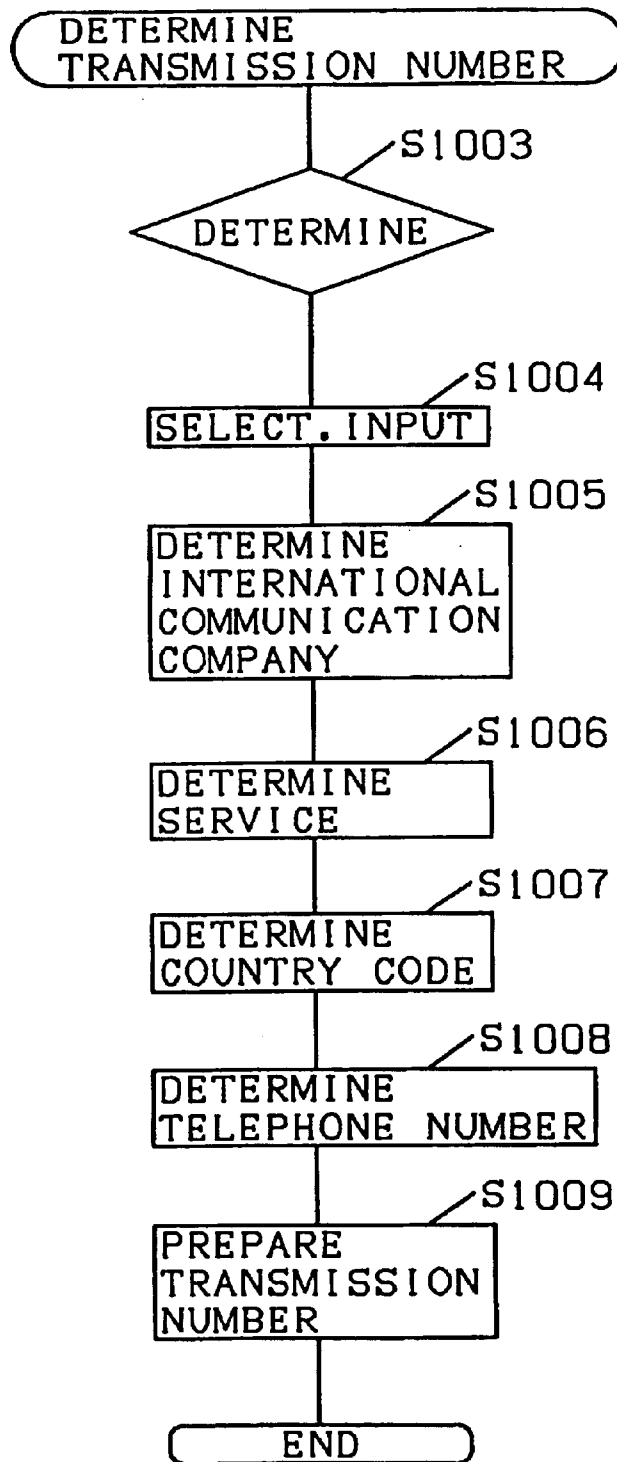 DETERMINE
TRANSMISSION NUMBER
S1003
DETERMINE
S1004
SELECT.INPUT
S1005
DETERMINE
INTERNATIONAL
COMMUNICATION
COMPANY
S1006
DETERMINE
SERVICE
S1007
DETERMINE
COUNTRY CODE
S1008
DETERMINE
TELEPHONE NUMBER
S1009
PREPARE
TRANSMISSION
NUMBER
END